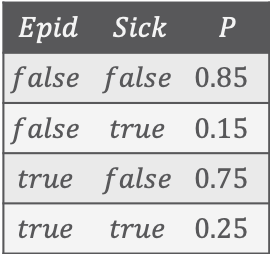 Epid Sick P
false false 0.85
false true 0.15
true false 0.75
true true 0.25